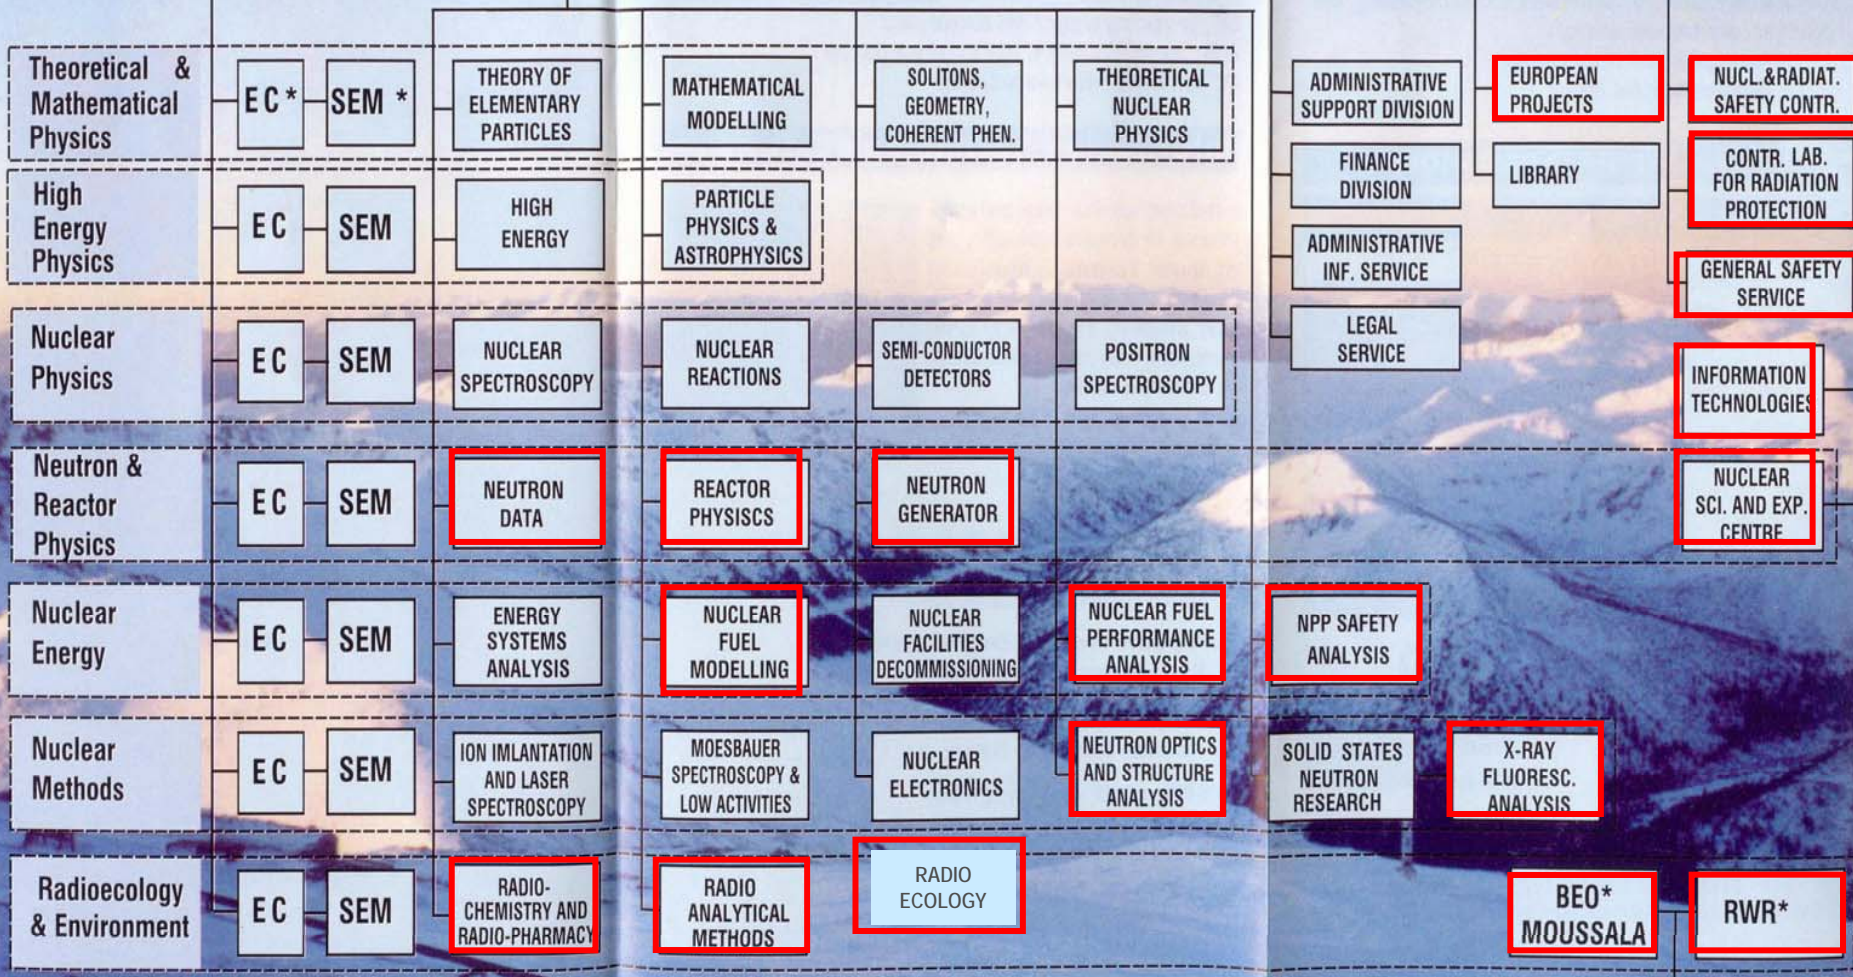 Theoretical &
Mathematical
Physics
EC*
SEM *
THEORY OF
ELEMENTARY
PARTICLES
MATHEMATICAL
MODELLING
SOLITONS,
GEOMETRY,
COHERENT PHEN.
THEORETICAL
NUCLEAR
PHYSICS
ADMINISTRATIVE
SUPPORT DIVISION
EUROPEAN
PROJECTS
NUCL.&RADIAT.
SAFETY CONTR.
FINANCE
DIVISION
LIBRARY
CONTR. LAB.
FOR RADIATION
PROTECTION
High
Energy
Physics
EC
SEM
HIGH
ENERGY
PARTICLE
PHYSICS &
ASTROPHYSICS
ADMINISTRATIVE
INF. SERVICE
GENERAL SAFETY
SERVICE
Nuclear
Physics
EC
SEM
NUCLEAR
SPECTROSCOPY
NUCLEAR
REACTIONS
SEMI-CONDUCTOR
DETECTORS
POSITRON
SPECTROSCOPY
LEGAL
SERVICE
INFORMATION
TECHNOLOGIES
Neutron &
Reactor
Physics
EC
SEM
NEUTRON
DATA
REACTOR
PHYSISCS
NEUTRON
GENERATOR
NUCLEAR
SCI. AND EXP.
CENTRE
Nuclear
Energy
EC
SEM
ENERGY
SYSTEMS
ANALYSIS
NUCLEAR
FUEL
MODELLING
NUCLEAR
FACILITIES
DECOMMISSIONING
NUCLEAR FUEL
PERFORMANCE
ANALYSIS
NPP SAFETY
ANALYSIS
Nuclear
Methods
EC
SEM
ION IMLANTATION
AND LASER
SPECTROSCOPY
MOESBAUER
SPECTROSCOPY &
LOW ACTIVITIES
NUCLEAR
ELECTRONICS
NEUTRON OPTICS
AND STRUCTURE
ANALYSIS
SOLID STATES
NEUTRON
RESEARCH
X-RAY
FLUORESC.
ANALYSIS
Radioecology
& Environment
EC
SEM
RADIO-
CHEMISTRY AND
RADIO-PHARMACY
RADIO
ANALYTICAL
METHODS
RADIO
ECOLOGY
BEO*
MOUSSALA
RWR*